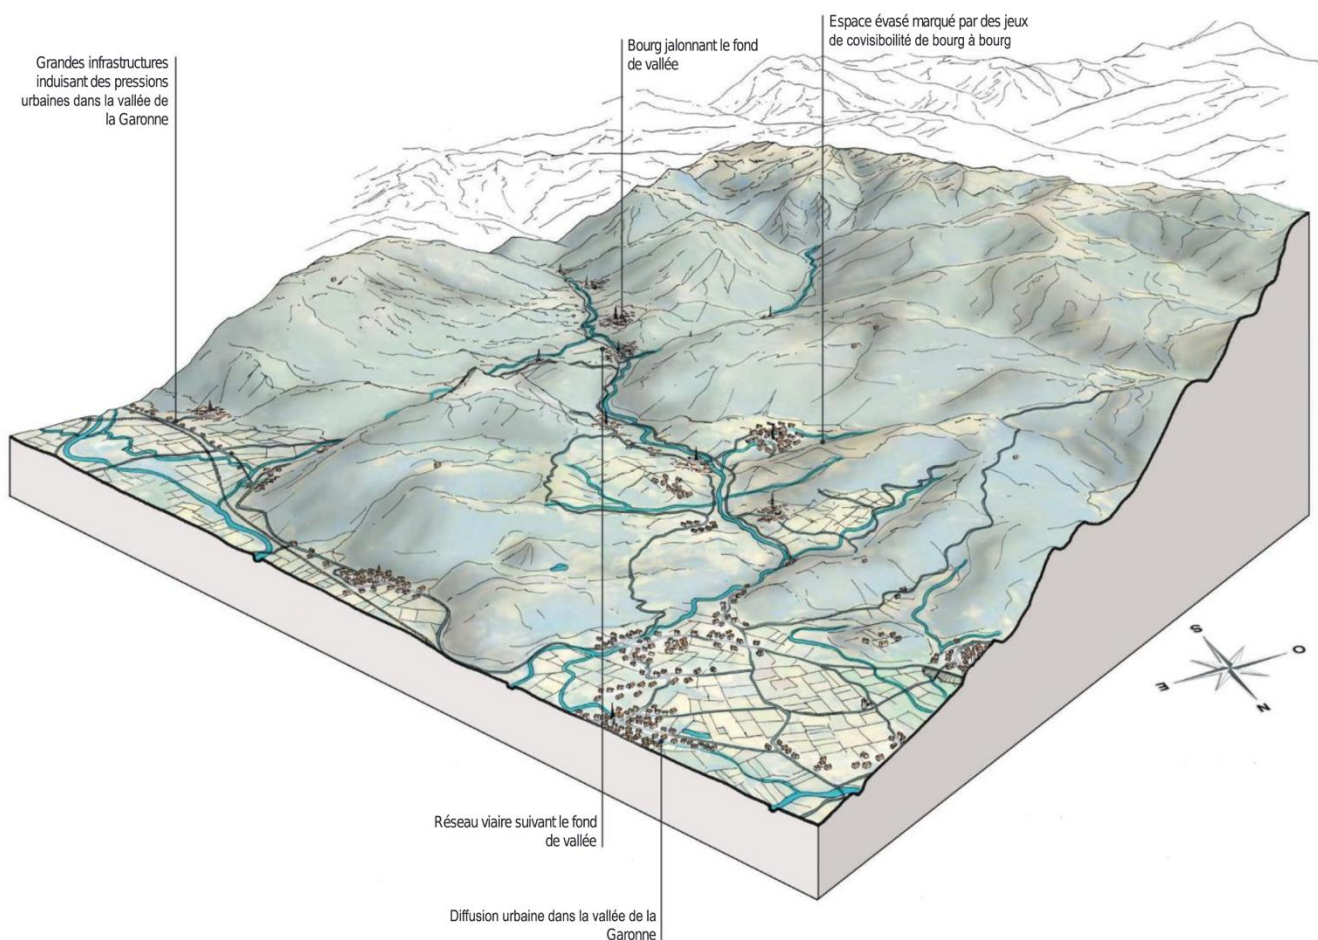 Espace évasé marqué par des jeux
de covisiboilité de bourg à bourg
Bourg jalonnant le fond
de vallée
Grandes infrastructures
induisant des pressions
urbaines dans la vallée de
la Garonne
S
O
E
N
Réseau viaire suivant le fond
de vallée
Diffusion urbaine dans la vallée de la
Garonne